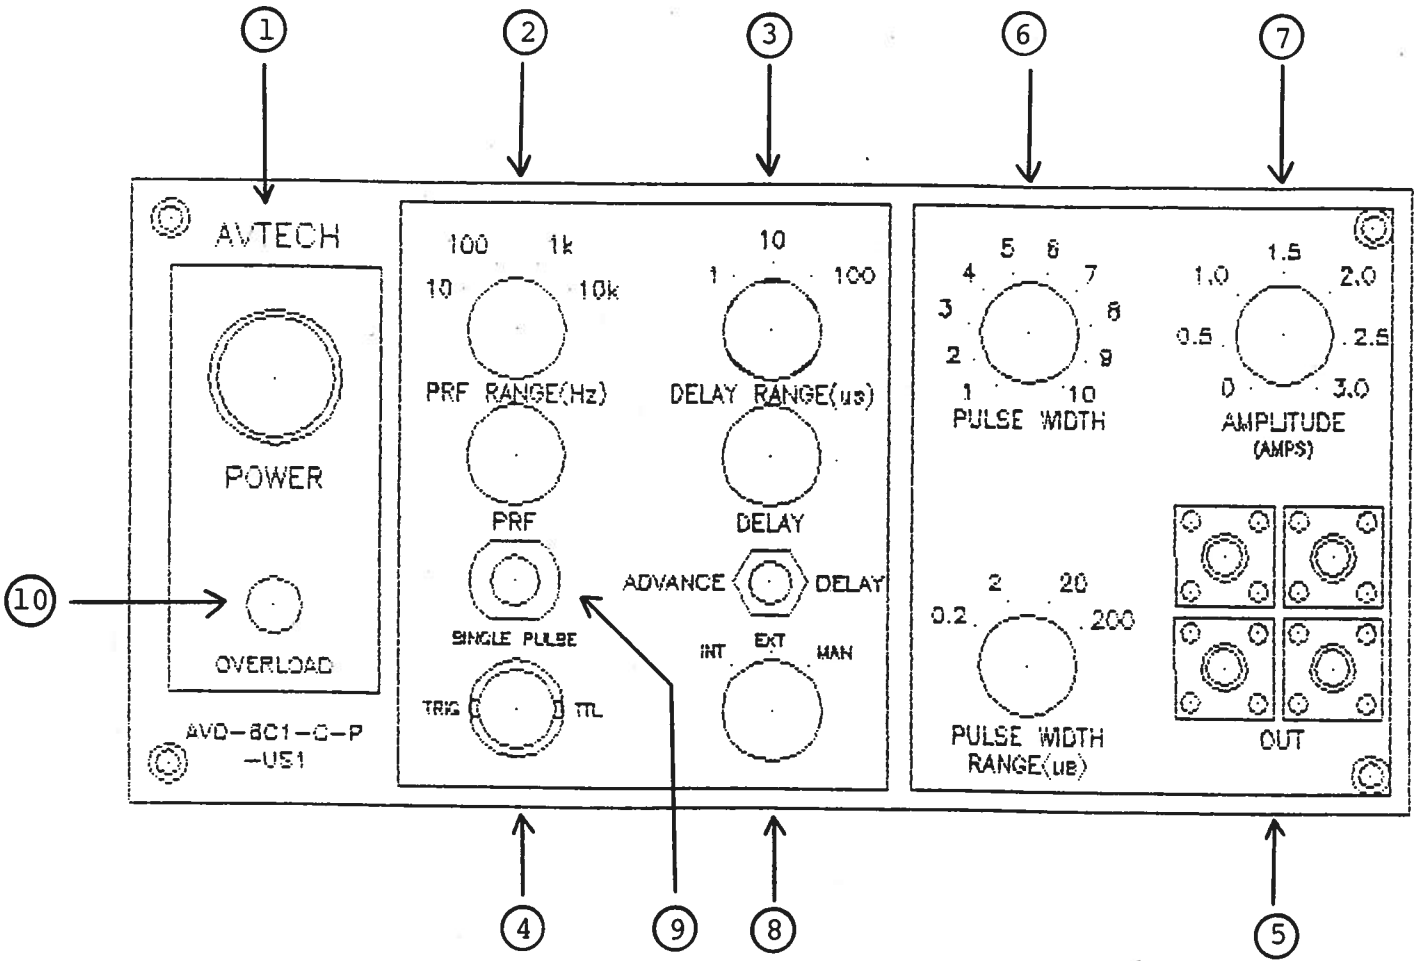 1 2 3 6 7
AVTECH
POWER
OVERLOAD
10
10 100 1k 10k
PRF RANGE(Hz)
PRF
SINGLE PULSE
TRIG TTL
1 10 100
DELAY RANGE(us)
DELAY
ADVANCE DELAY
INT EXT MAN
1 2 3 4 5 6 7 8 9 10
PULSE WIDTH
0 0.5 1.0 1.5 2.0 2.5 3.0
AMPLITUDE
(AMPS)
0.2 2 20 200
PULSE WIDTH
RANGE(us)
OUT
4 9 8 5